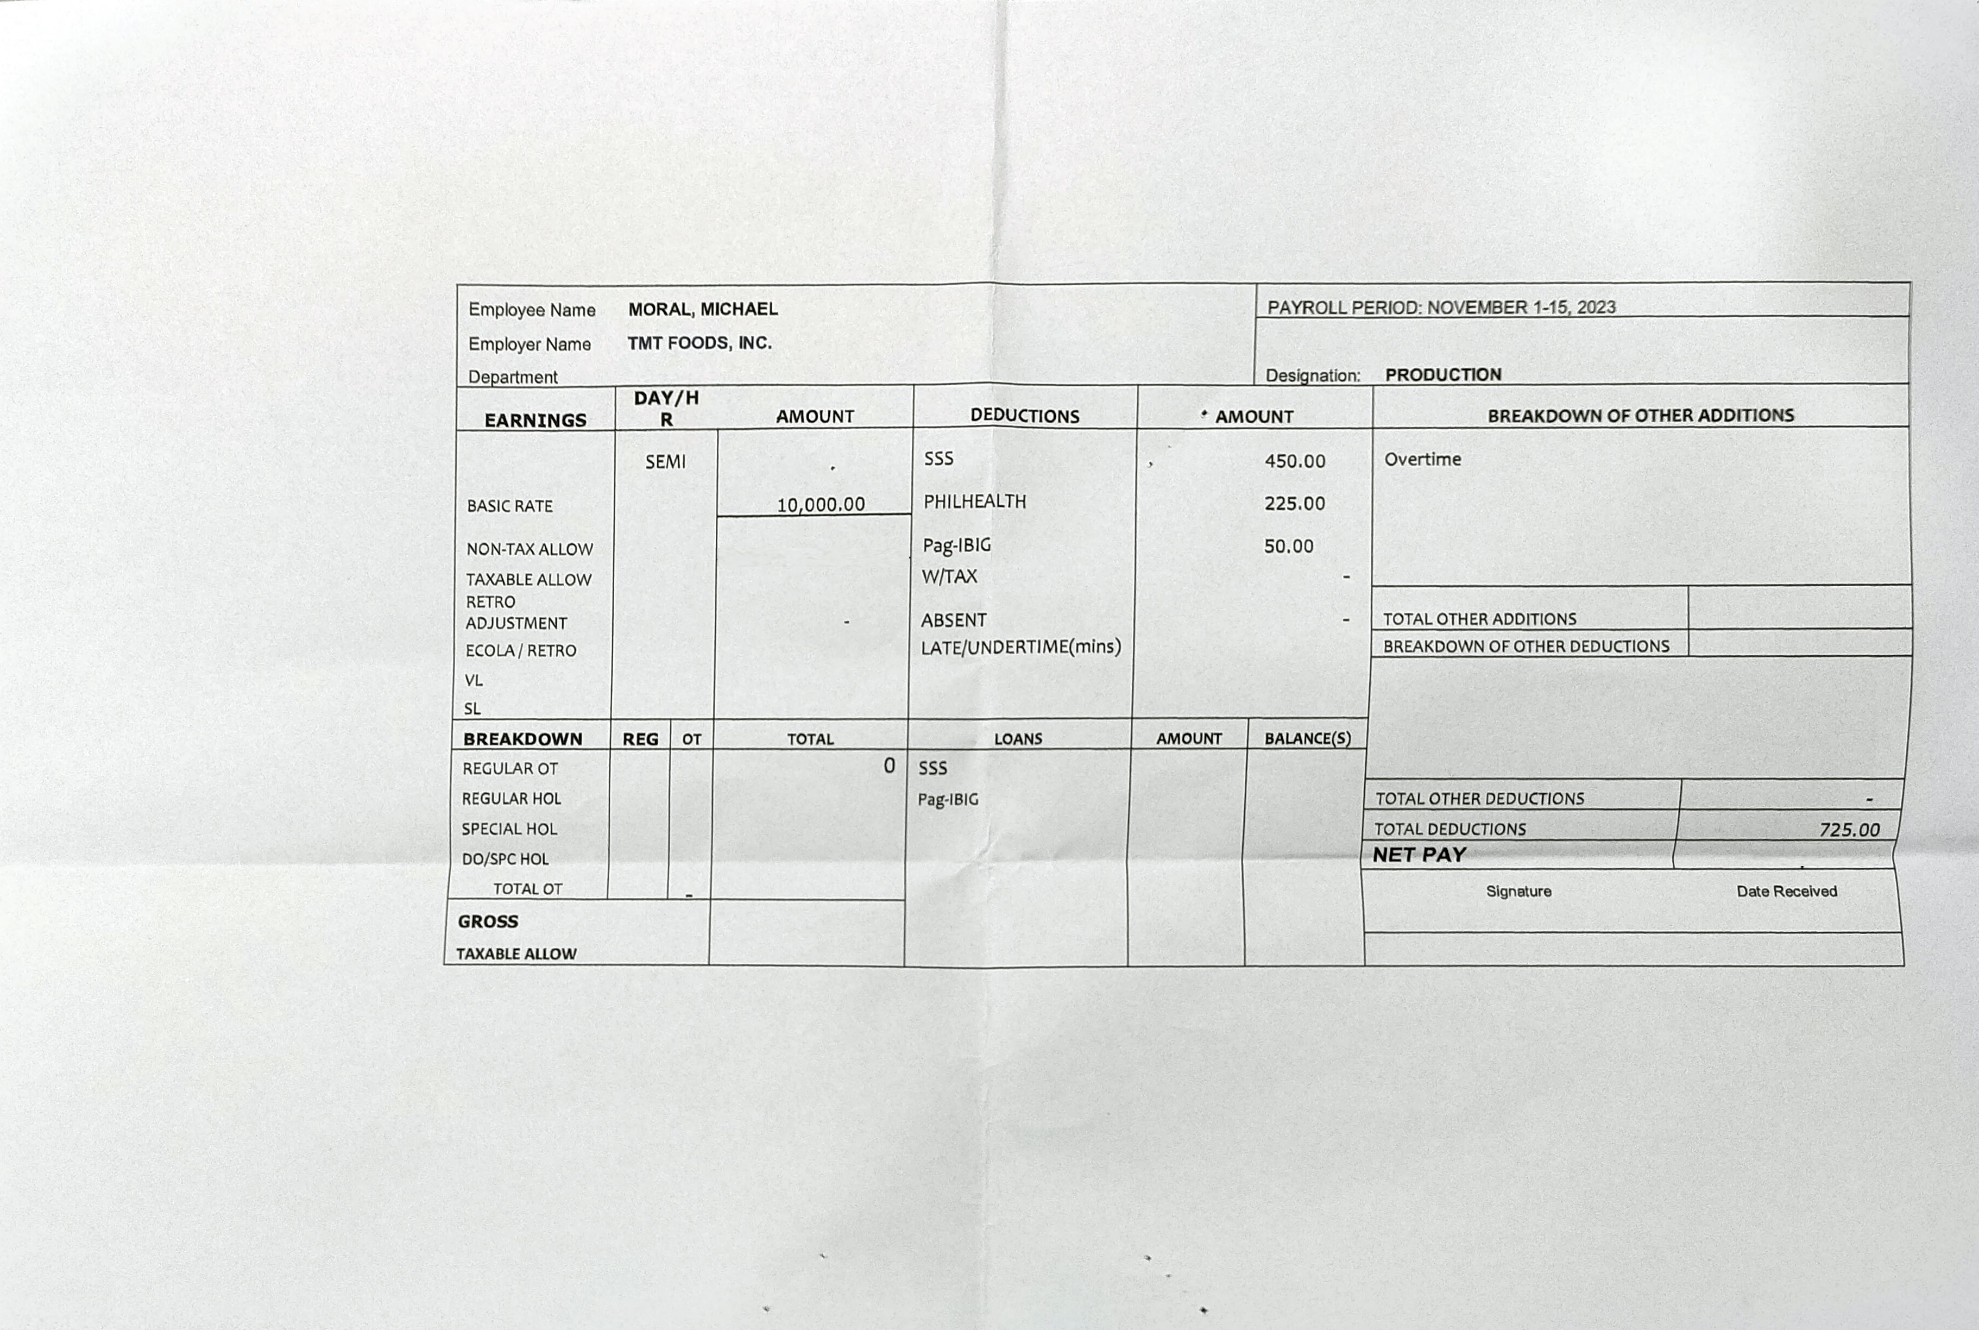 Employee Name MORAL, MICHAEL
PAYROLL PERIOD: NOVEMBER 1-15, 2023
Employer Name TMT FOODS, INC.
Department
Designation: PRODUCTION
EARNINGS DAY/H R AMOUNT DEDUCTIONS AMOUNT BREAKDOWN OF OTHER ADDITIONS
SEMI SSS 450.00 Overtime
BASIC RATE 10,000.00 PHILHEALTH 225.00
NON-TAX ALLOW Pag-IBIG 50.00
TAXABLE ALLOW W/TAX -
RETRO
ADJUSTMENT - ABSENT - TOTAL OTHER ADDITIONS
ECOLA / RETRO LATE/UNDERTIME(mins) BREAKDOWN OF OTHER DEDUCTIONS
VL
SL
BREAKDOWN REG OT TOTAL LOANS AMOUNT BALANCE(S)
REGULAR OT 0 SSS
REGULAR HOL Pag-IBIG TOTAL OTHER DEDUCTIONS -
SPECIAL HOL TOTAL DEDUCTIONS 725.00
DO/SPC HOL NET PAY
TOTAL OT - Signature Date Received
GROSS
TAXABLE ALLOW